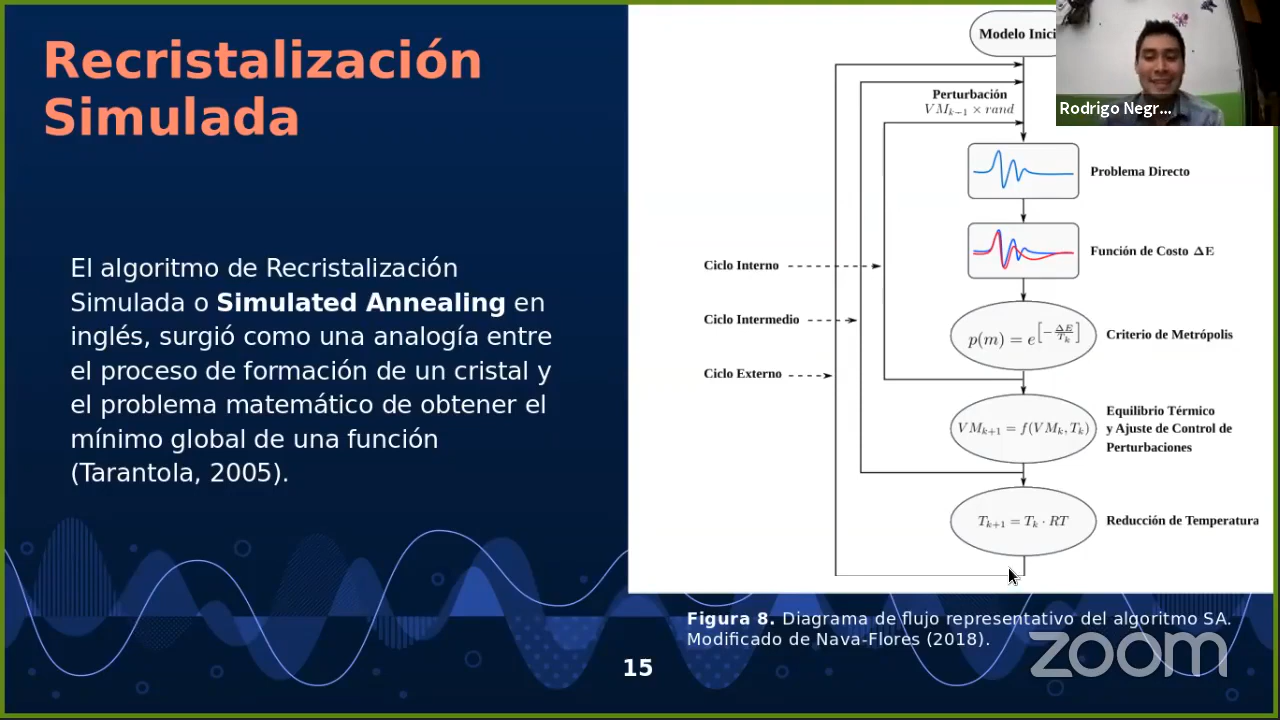 Recristalización
Simulada
El algoritmo de Recristalización
Simulada o Simulated Annealing en
inglés, surgió como una analogía entre
el proceso de formación de un cristal y
el problema matemático de obtener el
mínimo global de una función
(Tarantola, 2005).
Modelo Inici
Rodrigo Negr...
Perturbación
VM_{k-1} × rand
Problema Directo
Función de Costo ΔE
Ciclo Interno
Ciclo Intermedio
Ciclo Externo
p(m) = e^{[-ΔE/T_k]}
Criterio de Metrópolis
VM_{k+1} = f(VM_k, T_k)
Equilibrio Térmico
y Ajuste de Control de
Perturbaciones
T_{k+1} = T_k · RT
Reducción de Temperatura
Figura 8. Diagrama de flujo representativo del algoritmo SA.
Modificado de Nava-Flores (2018).
15
zoom